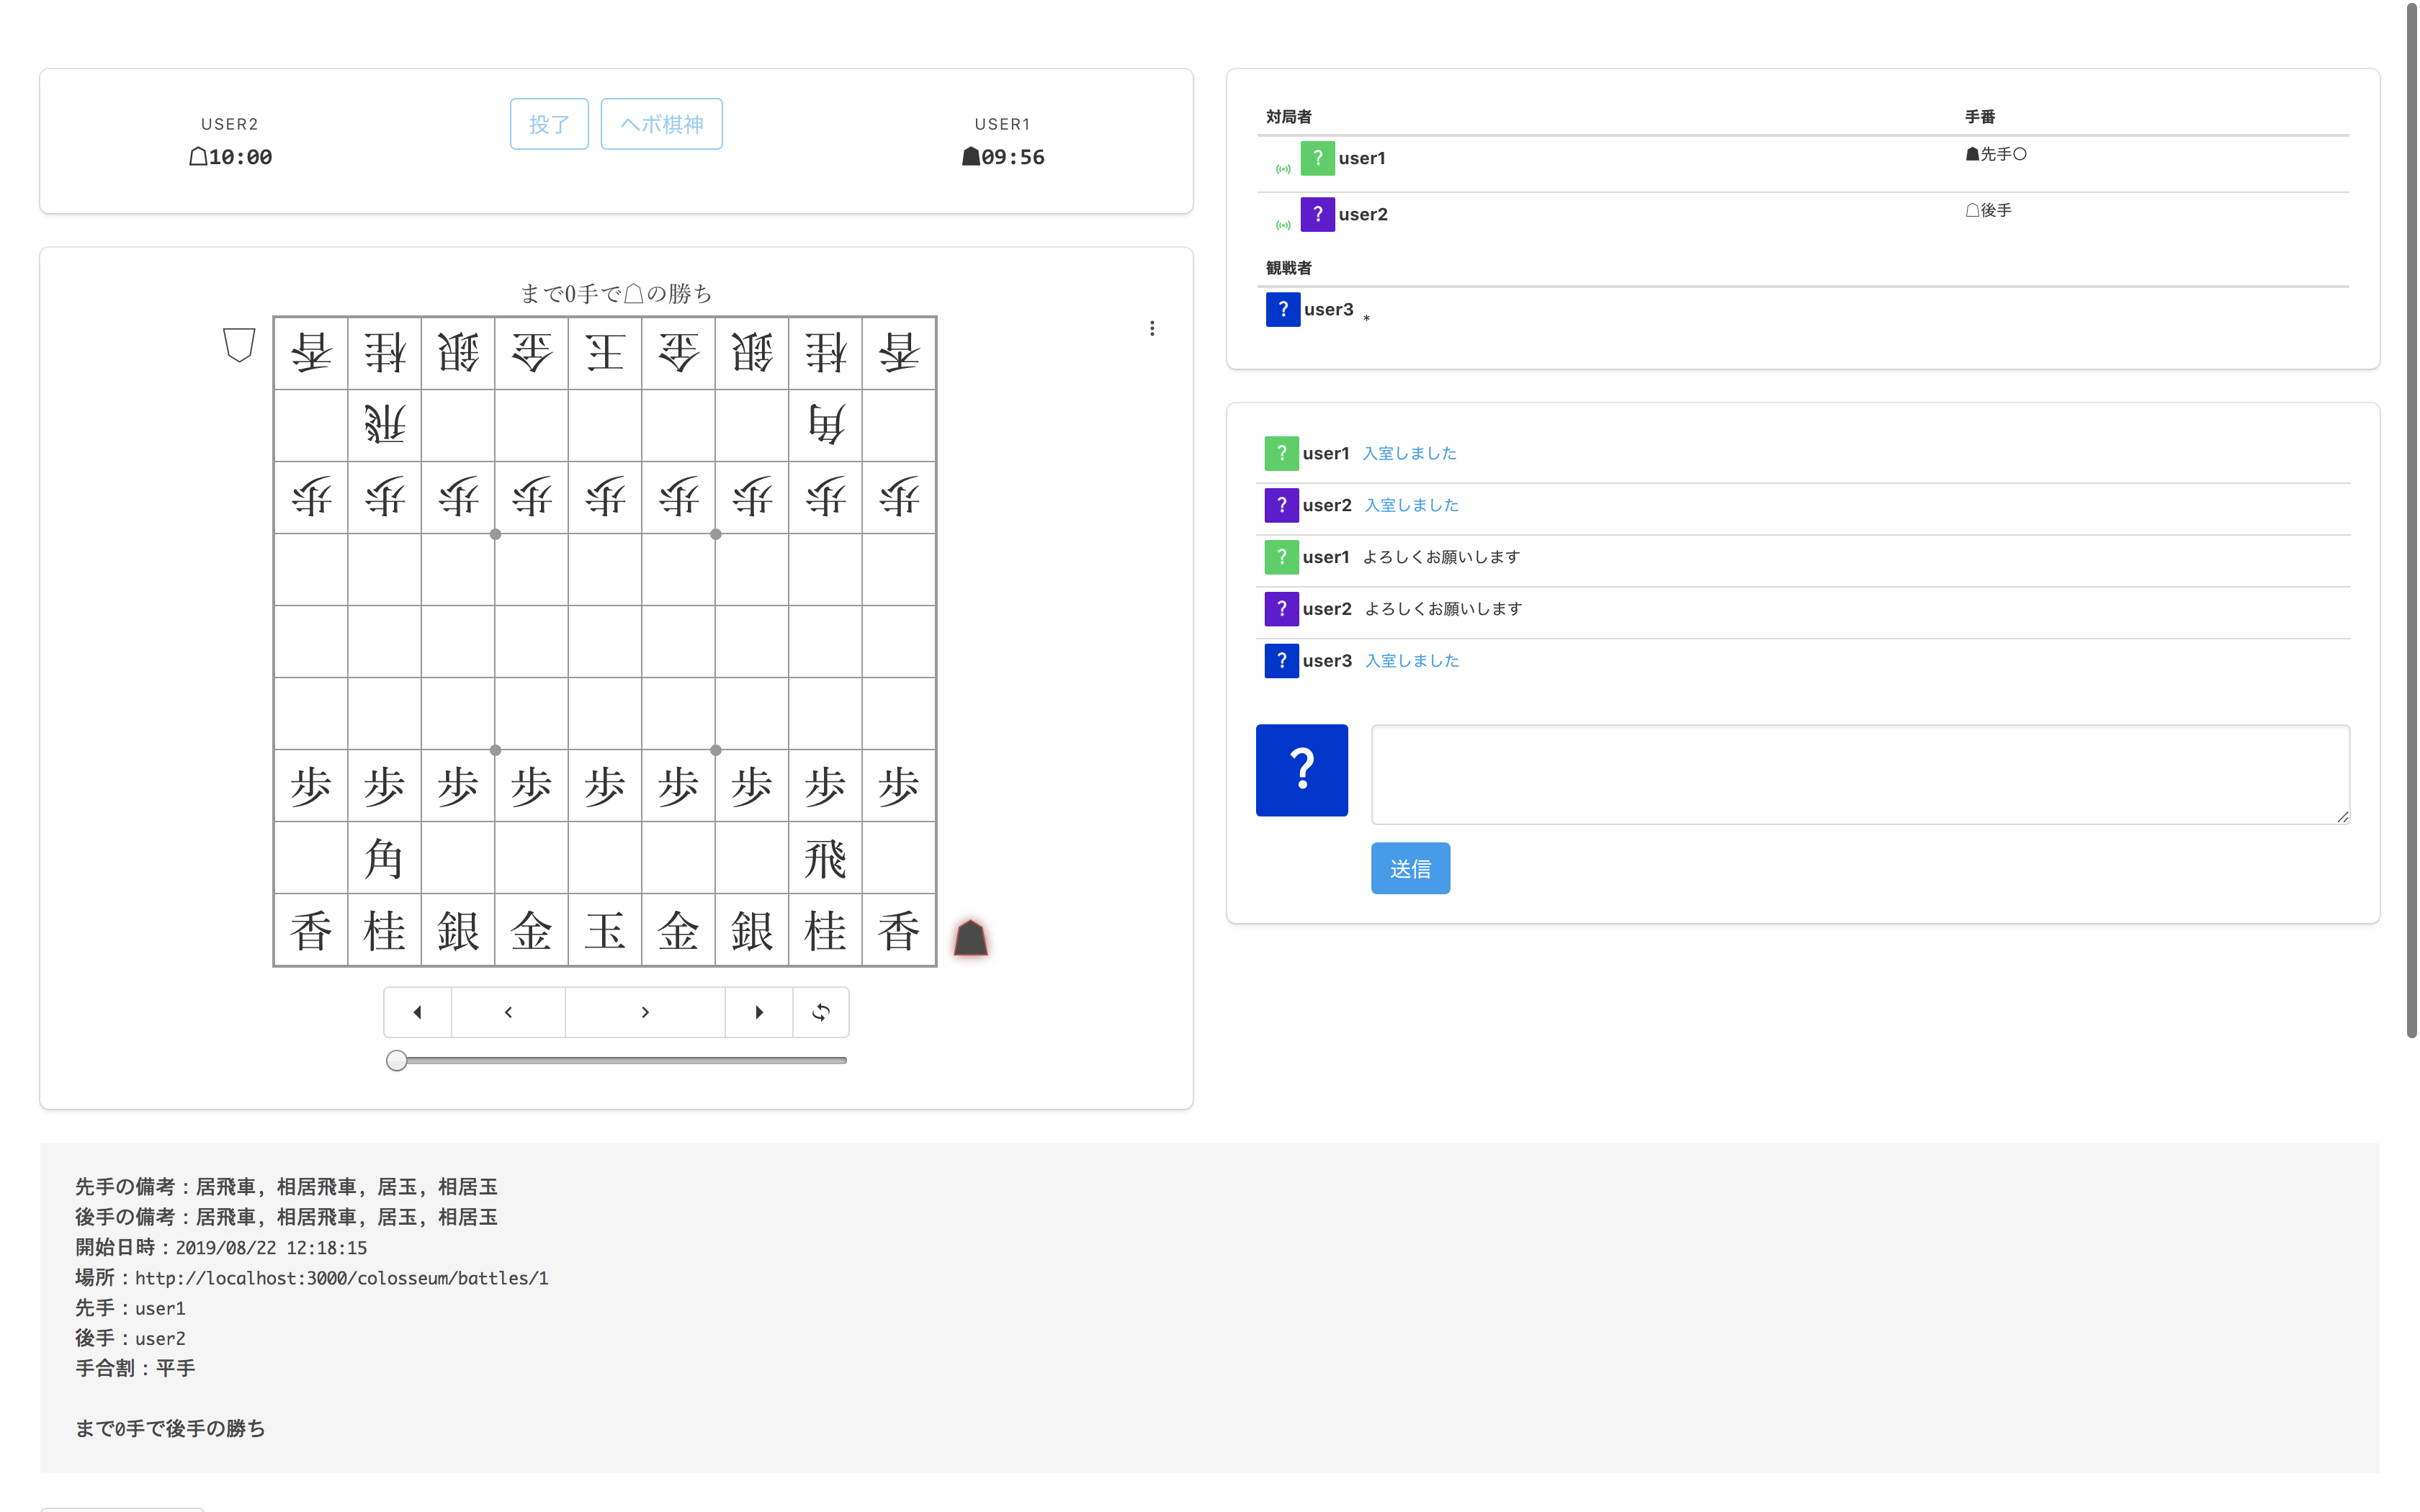 USER2
☖10:00
投了
ヘボ棋神
USER1
☗09:56
まで0手で☖の勝ち
香 桂 銀 金 王 金 銀 桂 香
飛 角
歩 歩 歩 歩 歩 歩 歩 歩 歩
歩 歩 歩 歩 歩 歩 歩 歩 歩
角 飛
香 桂 銀 金 玉 金 銀 桂 香
対局者 手番
? user1 ☗先手○
? user2 ☖後手
観戦者
? user3 *
? user1 入室しました
? user2 入室しました
? user1 よろしくお願いします
? user2 よろしくお願いします
? user3 入室しました
?
送信
先手の備考：居飛車, 相居飛車, 居玉, 相居玉
後手の備考：居飛車, 相居飛車, 居玉, 相居玉
開始日時：2019/08/22 12:18:15
場所：http://localhost:3000/colosseum/battles/1
先手：user1
後手：user2
手合割：平手
まで0手で後手の勝ち